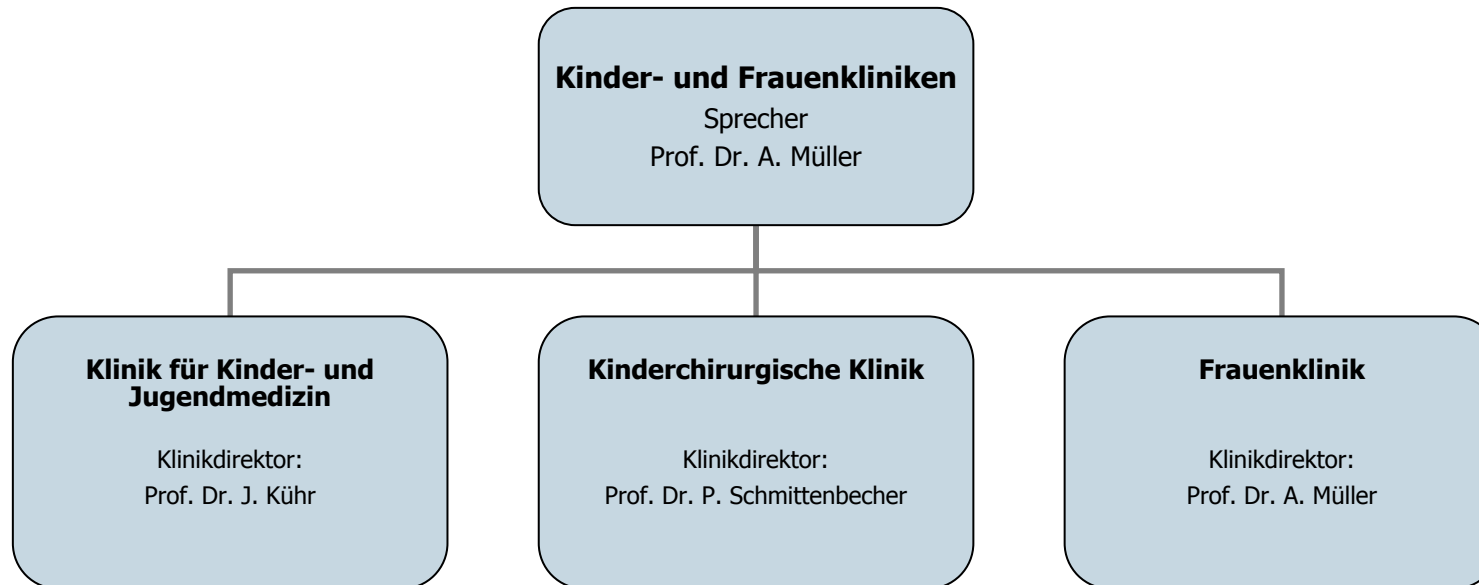 Kinder- und Frauenkliniken
Sprecher
Prof. Dr. A. Müller
Klinik für Kinder- und
Jugendmedizin
Klinikdirektor:
Prof. Dr. J. Kühr
Kinderchirurgische Klinik
Klinikdirektor:
Prof. Dr. P. Schmittenbecher
Frauenklinik
Klinikdirektor:
Prof. Dr. A. Müller